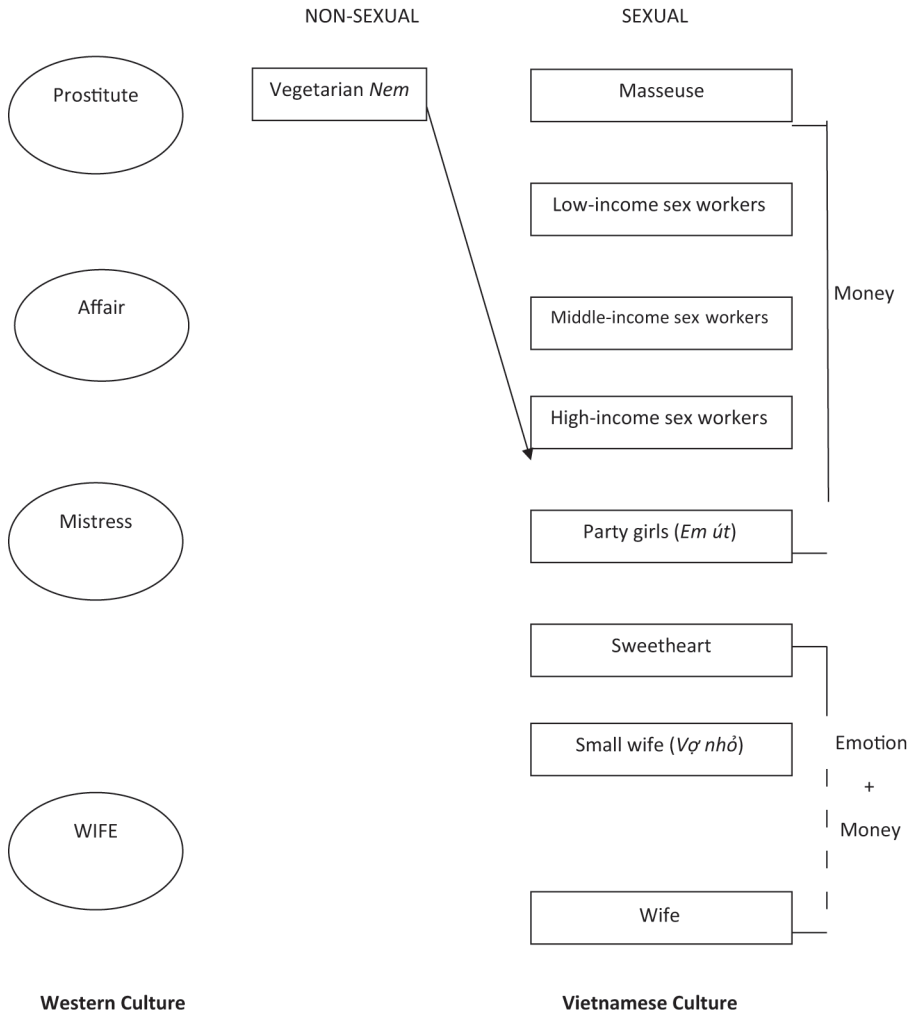 NON-SEXUAL
SEXUAL
Prostitute
Vegetarian Nem
Masseuse
Low-income sex workers
Affair
Money
Middle-income sex workers
High-income sex workers
Mistress
Party girls (Em út)
Sweetheart
Small wife (Vợ nhỏ)
Emotion
+
Money
WIFE
Wife
Western Culture
Vietnamese Culture